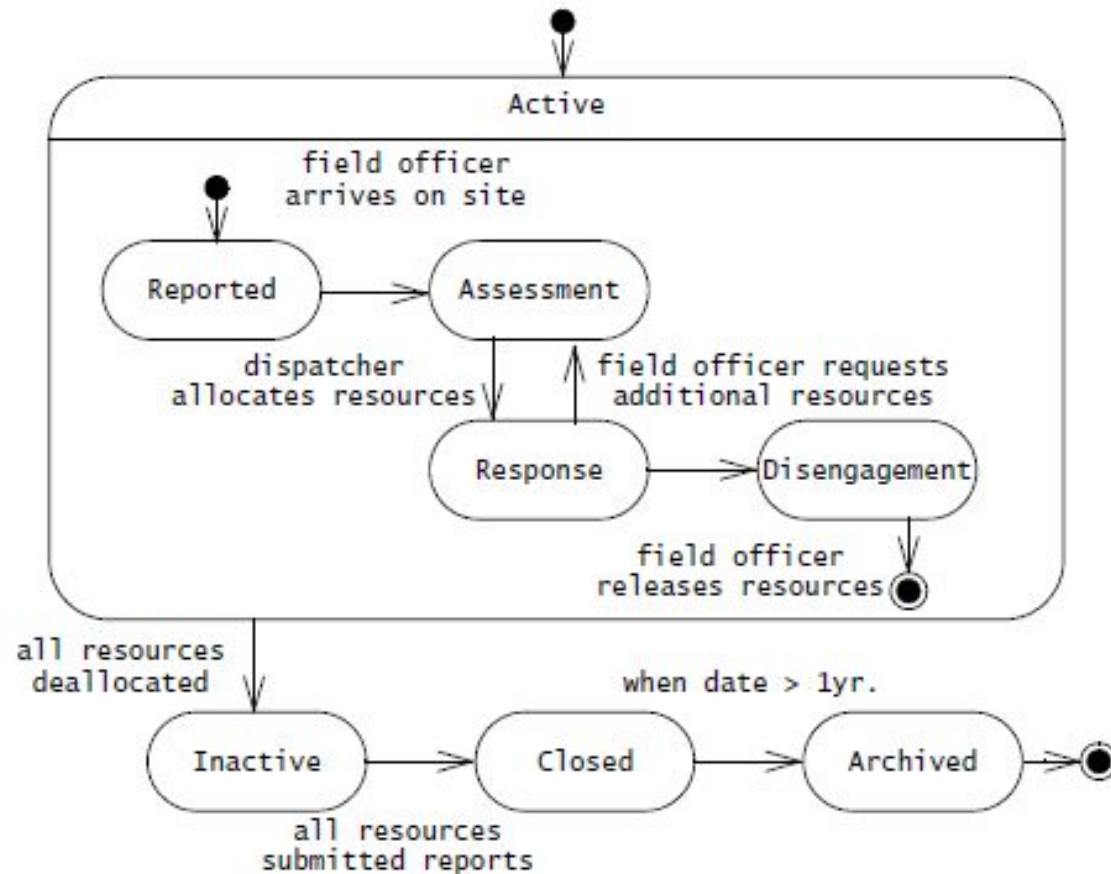 Active
field officer
arrives on site
Reported
Assessment
dispatcher
allocates resources
field officer requests
additional resources
Response
Disengagement
field officer
releases resources
all resources
deallocated
when date > 1yr.
Inactive
Closed
Archived
all resources
submitted reports